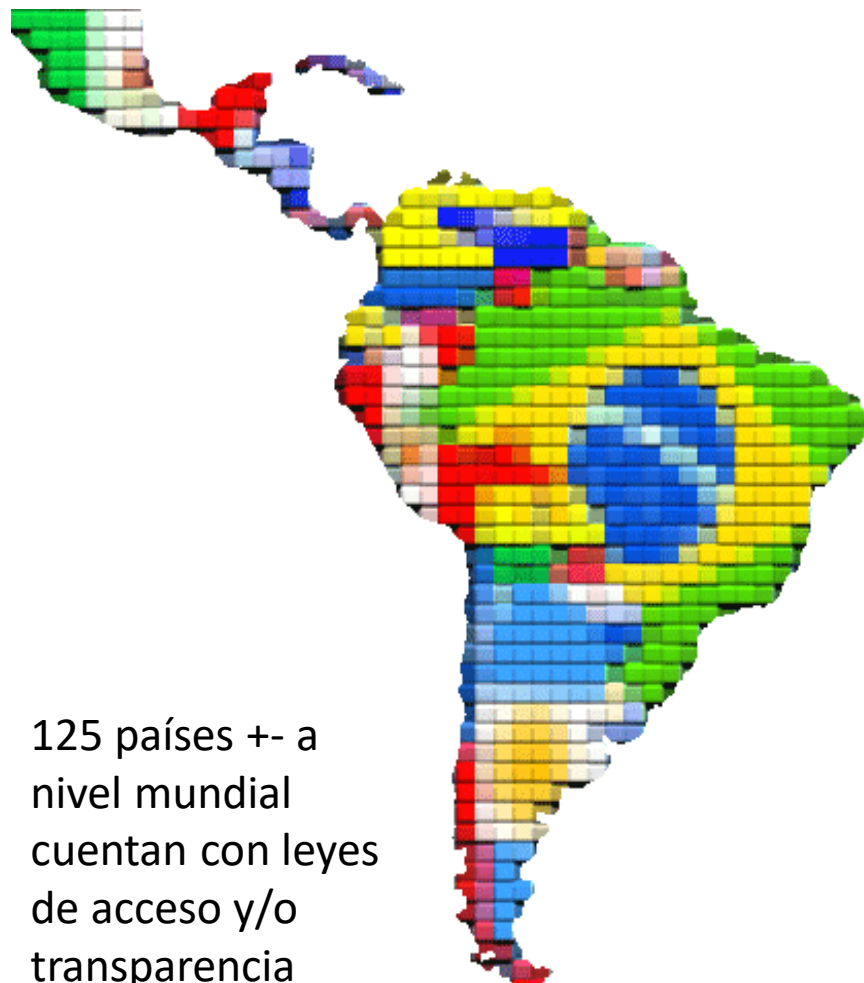 125 países +- a
nivel mundial
cuentan con leyes
de acceso y/o
transparencia